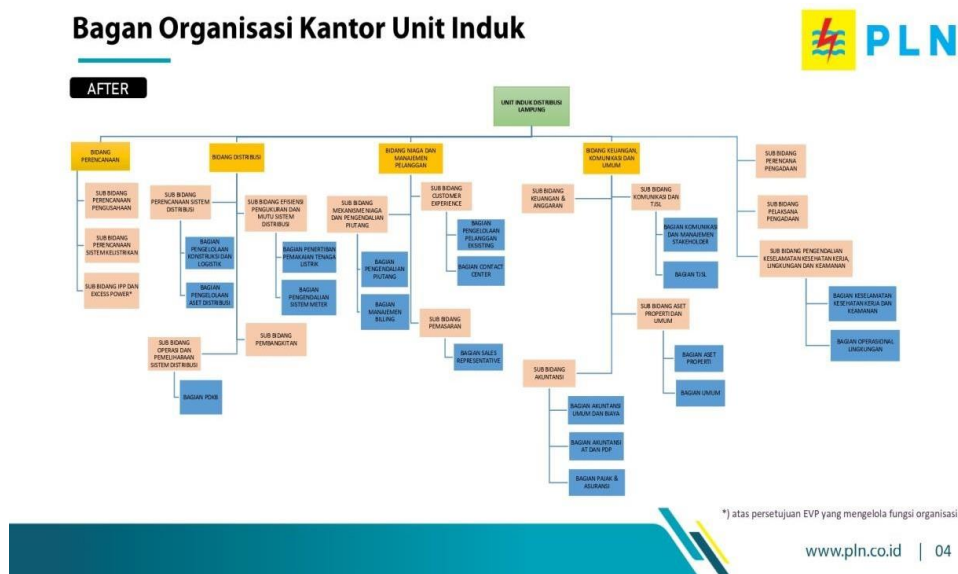 Bagan Organisasi Kantor Unit Induk
PLN
AFTER
UNIT INDUK DISTRIBUSI
LAMPUNG
BIDANG
PERENCANAAN
SUB BIDANG
PERENCANAAN
PENGUSAHAAN
SUB BIDANG
PERENCANAAN
SISTEM KELISTRIKAN
SUB BIDANG IPP DAN
EXCESS POWER*
BIDANG DISTRIBUSI
SUB BIDANG
PERENCANAAN SISTEM
DISTRIBUSI
BAGIAN
PENGELOLAAN
KONSTRUKSI DAN
LOGISTIK
BAGIAN
PENGELOLAAN
ASET DISTRIBUSI
SUB BIDANG EFISIENSI
PENGUKURAN DAN
MUTU SISTEM
DISTRIBUSI
BAGIAN PENERTIBAN
PEMAKAIAN TENAGA
LISTRIK
BAGIAN
PENGENDALIAN
SISTEM METER
SUB BIDANG
OPERASI DAN
PEMELIHARAAN
SISTEM DISTRIBUSI
BAGIAN PDKB
SUB BIDANG
PEMBANGKITAN
BIDANG NIAGA DAN
MANAJEMEN
PELANGGAN
SUB BIDANG
MEKANISME NIAGA
DAN PENGENDALIAN
PIUTANG
BAGIAN
PENGENDALIAN
PIUTANG
BAGIAN
MANAJEMEN
BILLING
SUB BIDANG
CUSTOMER
EXPERIENCE
BAGIAN
PENGELOLAAN
PELANGGAN
EKSISTING
BAGIAN CONTACT
CENTER
SUB BIDANG
PEMASARAN
BAGIAN SALES
REPRESENTATIVE
BIDANG KEUANGAN,
KOMUNIKASI DAN
UMUM
SUB BIDANG
KEUANGAN &
ANGGARAN
SUB BIDANG
KOMUNIKASI DAN
TJSL
BAGIAN KOMUNIKASI
DAN MANAJEMEN
STAKEHOLDER
BAGIAN TJSL
SUB BIDANG ASET
PROPERTI DAN
UMUM
BAGIAN ASET
PROPERTI
BAGIAN UMUM
SUB BIDANG
AKUNTANSI
BAGIAN AKUNTANSI
UMUM DAN BIAYA
BAGIAN AKUNTANSI
AT DAN PDP
BAGIAN PAJAK &
ASURANSI
SUB BIDANG
PERENCANA
PENGADAAN
SUB BIDANG
PELAKSANA
PENGADAAN
SUB BIDANG PENGENDALIAN
KESELAMATAN KESEHATAN KERJA,
LINGKUNGAN DAN KEAMANAN
BAGIAN KESELAMATAN
KESEHATAN KERJA DAN
KEAMANAN
BAGIAN OPERASIONAL
LINGKUNGAN
*) atas persetujuan EVP yang mengelola fungsi organisasi
www.pln.co.id | 04